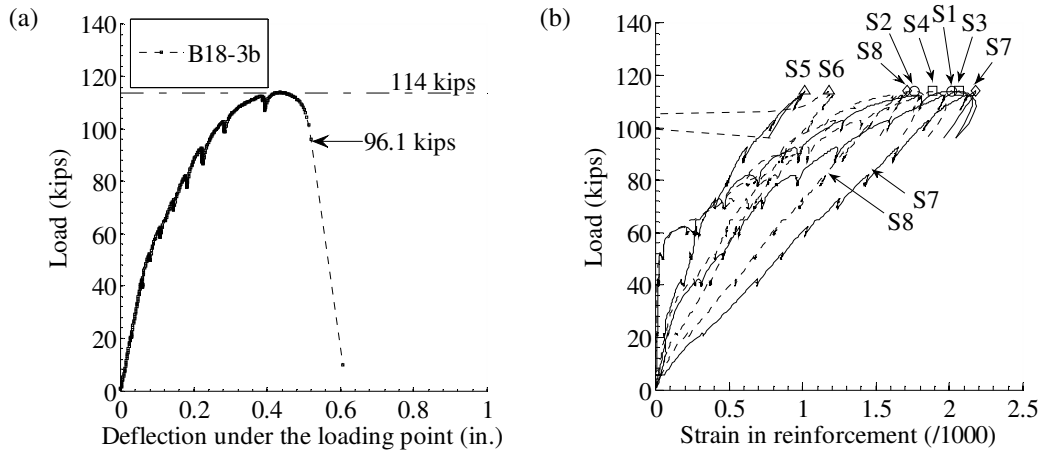 (a)
140
120
100
80
60
40
20
0
Load (kips)
B18-3b
114 kips
96.1 kips
0 0.2 0.4 0.6 0.8 1
Deflection under the loading point (in.)
(b)
140
120
100
80
60
40
20
0
Load (kips)
S5 S6 S8 S2 S4 S1 S3 S7
S7
S8
0 0.5 1 1.5 2 2.5
Strain in reinforcement (/1000)